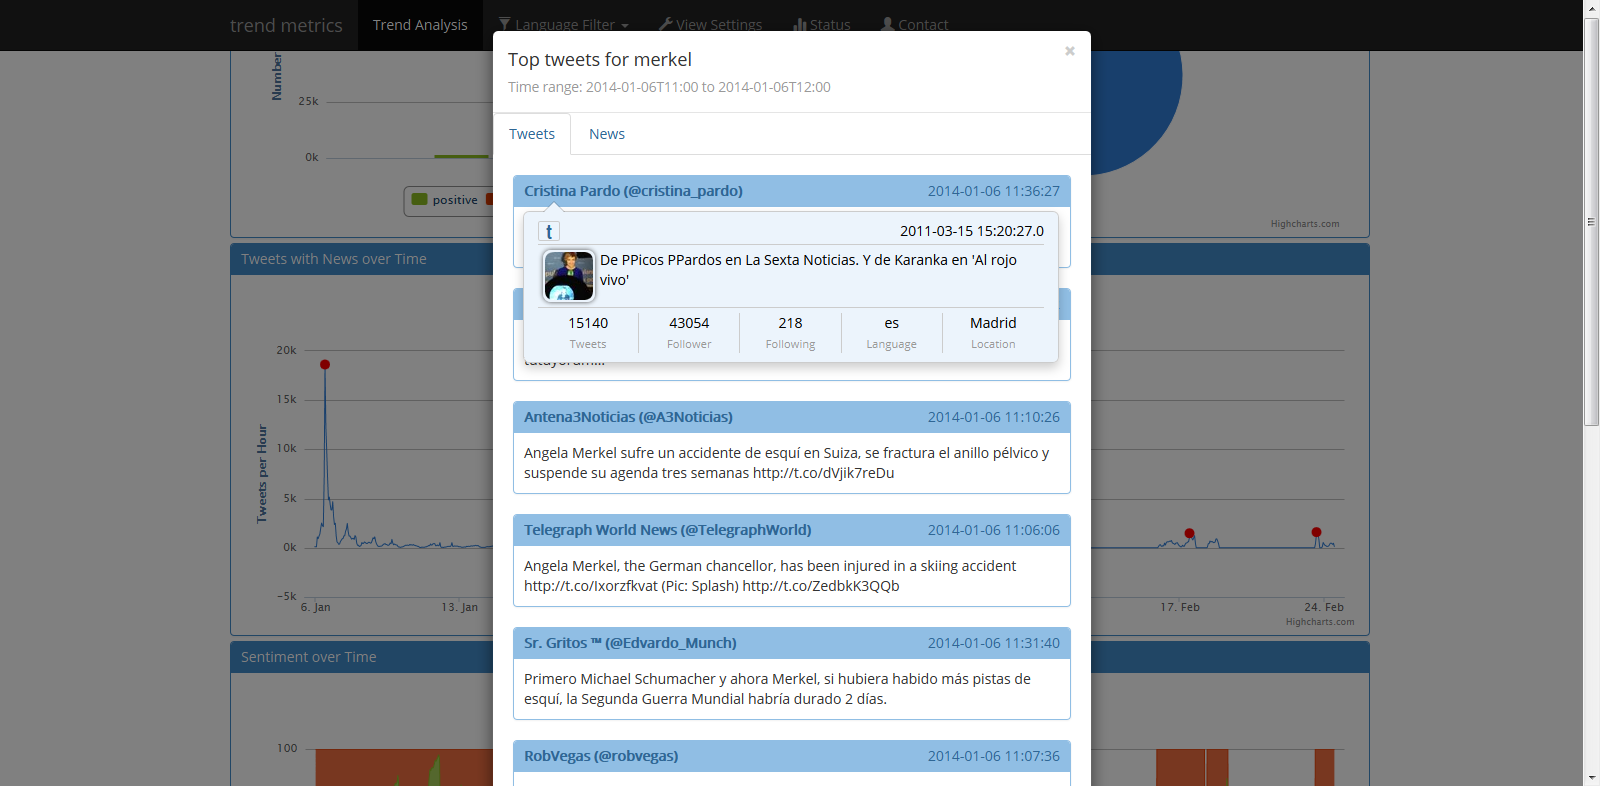 trend metrics
Trend Analysis
Language Filter
View Settings
Status
Contact
Number
25k
0k
positive
Highcharts.com
Top tweets for merkel
×
Time range: 2014-01-06T11:00 to 2014-01-06T12:00
Tweets
News
Cristina Pardo (@cristina_pardo)
2014-01-06 11:36:27
t
2011-03-15 15:20:27.0
De PPicos PPardos en La Sexta Noticias. Y de Karanka en 'Al rojo
vivo'
15140
43054
218
es
Madrid
Tweets
Follower
Following
Language
Location
Antena3Noticias (@A3Noticias)
2014-01-06 11:10:26
Angela Merkel sufre un accidente de esquí en Suiza, se fractura el anillo pélvico y
suspende su agenda tres semanas http://t.co/dVjik7reDu
Telegraph World News (@TelegraphWorld)
2014-01-06 11:06:06
Angela Merkel, the German chancellor, has been injured in a skiing accident
http://t.co/Ixorzfkvat (Pic: Splash) http://t.co/ZedbkK3QQb
Sr. Gritos ™ (@Edvardo_Munch)
2014-01-06 11:31:40
Primero Michael Schumacher y ahora Merkel, si hubiera habido más pistas de
esquí, la Segunda Guerra Mundial habría durado 2 días.
RobVegas (@robvegas)
2014-01-06 11:07:36
Tweets with News over Time
Tweets per Hour
20k
15k
10k
5k
0k
−5k
6. Jan
13. Jan
17. Feb
24. Feb
Highcharts.com
Sentiment over Time
100